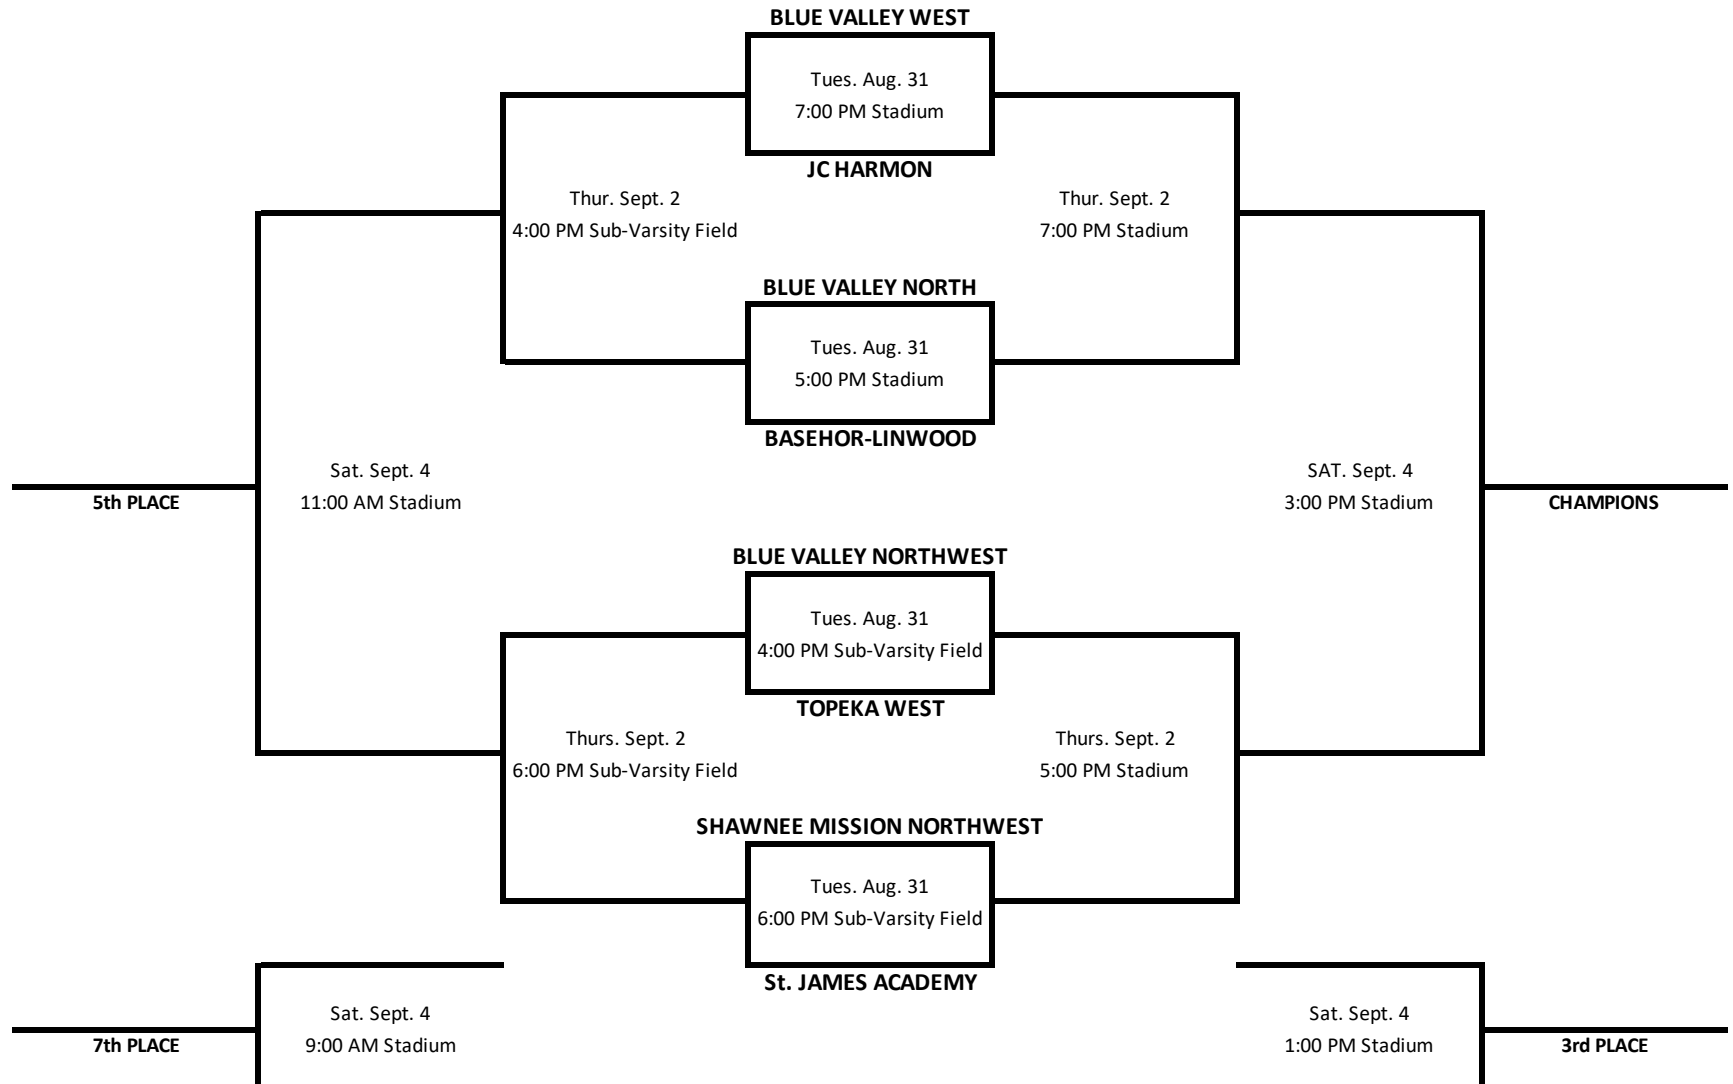 BLUE VALLEY WEST
Tues. Aug. 31
7:00 PM Stadium
JC HARMON
Thur. Sept. 2
4:00 PM Sub-Varsity Field
Thur. Sept. 2
7:00 PM Stadium
BLUE VALLEY NORTH
Tues. Aug. 31
5:00 PM Stadium
BASEHOR-LINWOOD
Sat. Sept. 4
11:00 AM Stadium
5th PLACE
SAT. Sept. 4
3:00 PM Stadium
CHAMPIONS
BLUE VALLEY NORTHWEST
Tues. Aug. 31
4:00 PM Sub-Varsity Field
TOPEKA WEST
Thurs. Sept. 2
6:00 PM Sub-Varsity Field
Thurs. Sept. 2
5:00 PM Stadium
SHAWNEE MISSION NORTHWEST
Tues. Aug. 31
6:00 PM Sub-Varsity Field
St. JAMES ACADEMY
Sat. Sept. 4
9:00 AM Stadium
7th PLACE
Sat. Sept. 4
1:00 PM Stadium
3rd PLACE